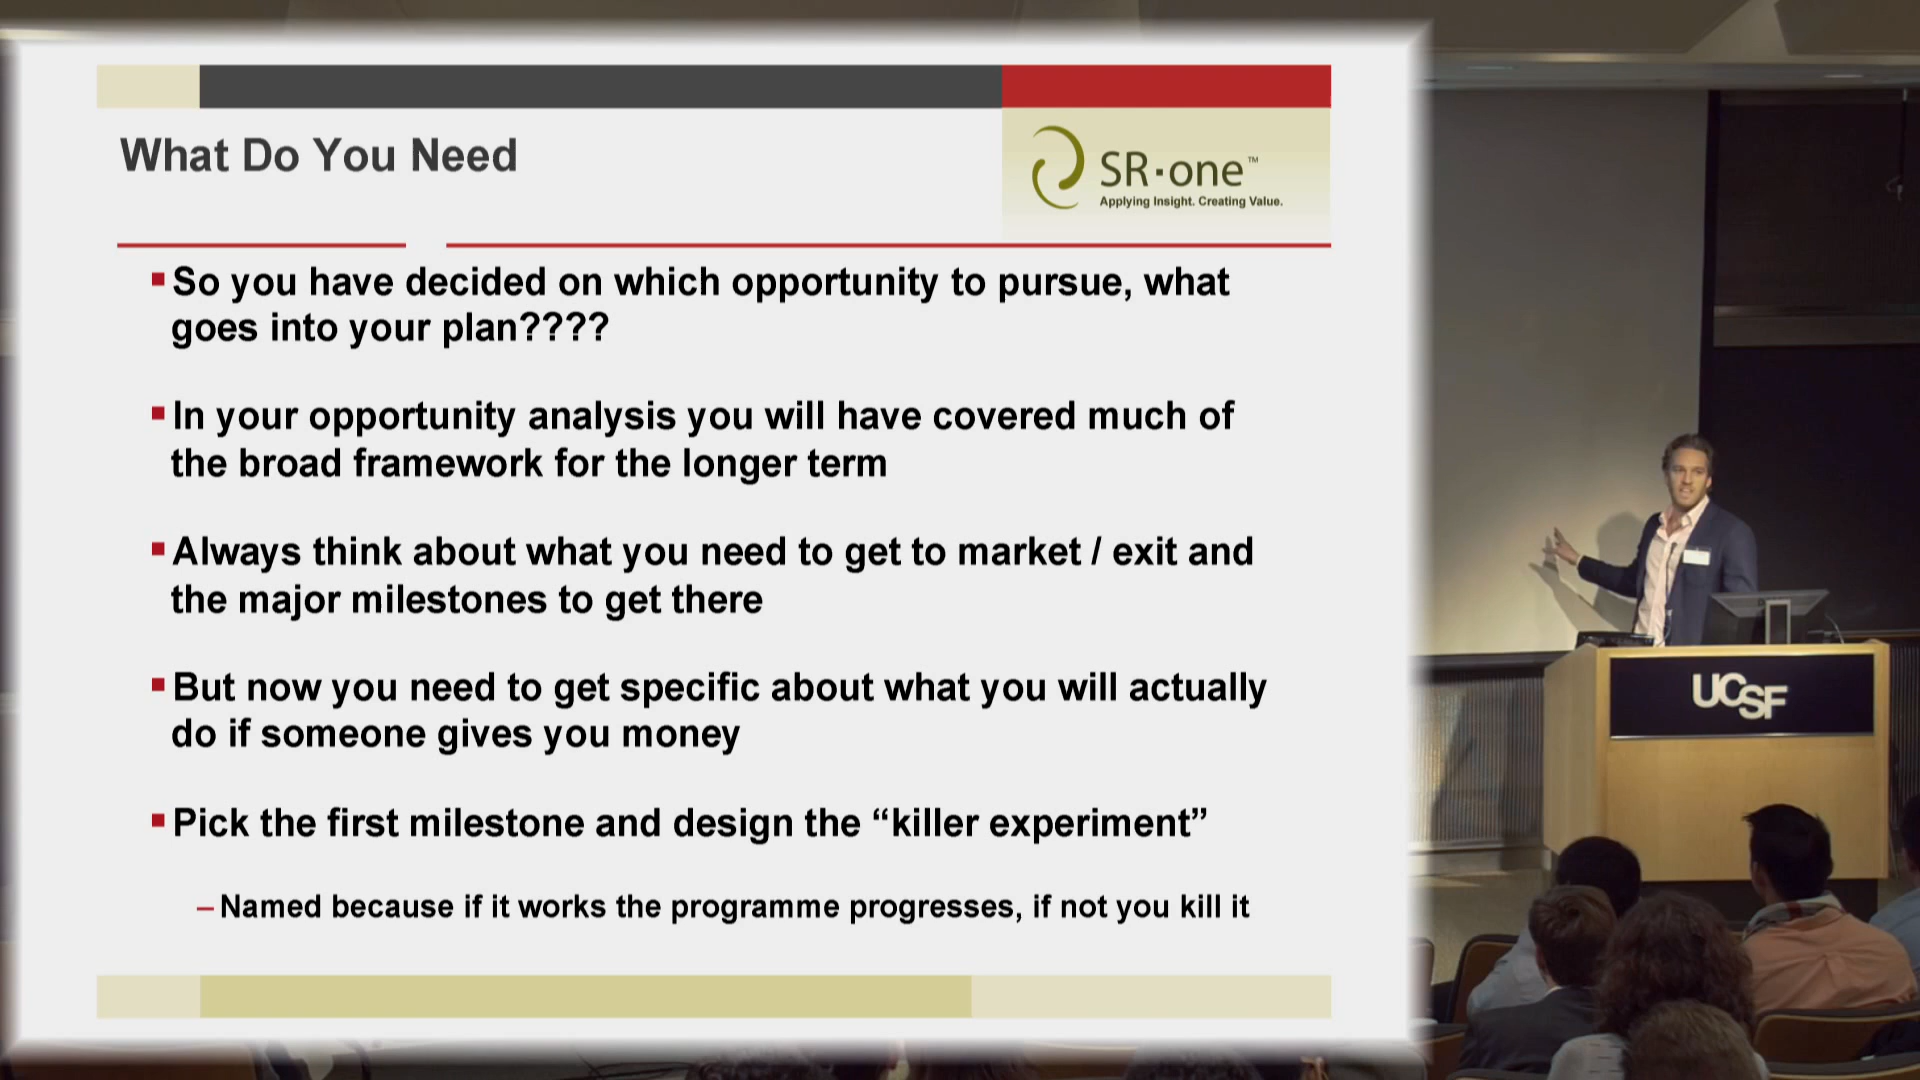 What Do You Need
SR·one™
Applying Insight. Creating Value.
So you have decided on which opportunity to pursue, what
goes into your plan????
In your opportunity analysis you will have covered much of
the broad framework for the longer term
Always think about what you need to get to market / exit and
the major milestones to get there
But now you need to get specific about what you will actually
do if someone gives you money
Pick the first milestone and design the “killer experiment”
– Named because if it works the programme progresses, if not you kill it
UCSF